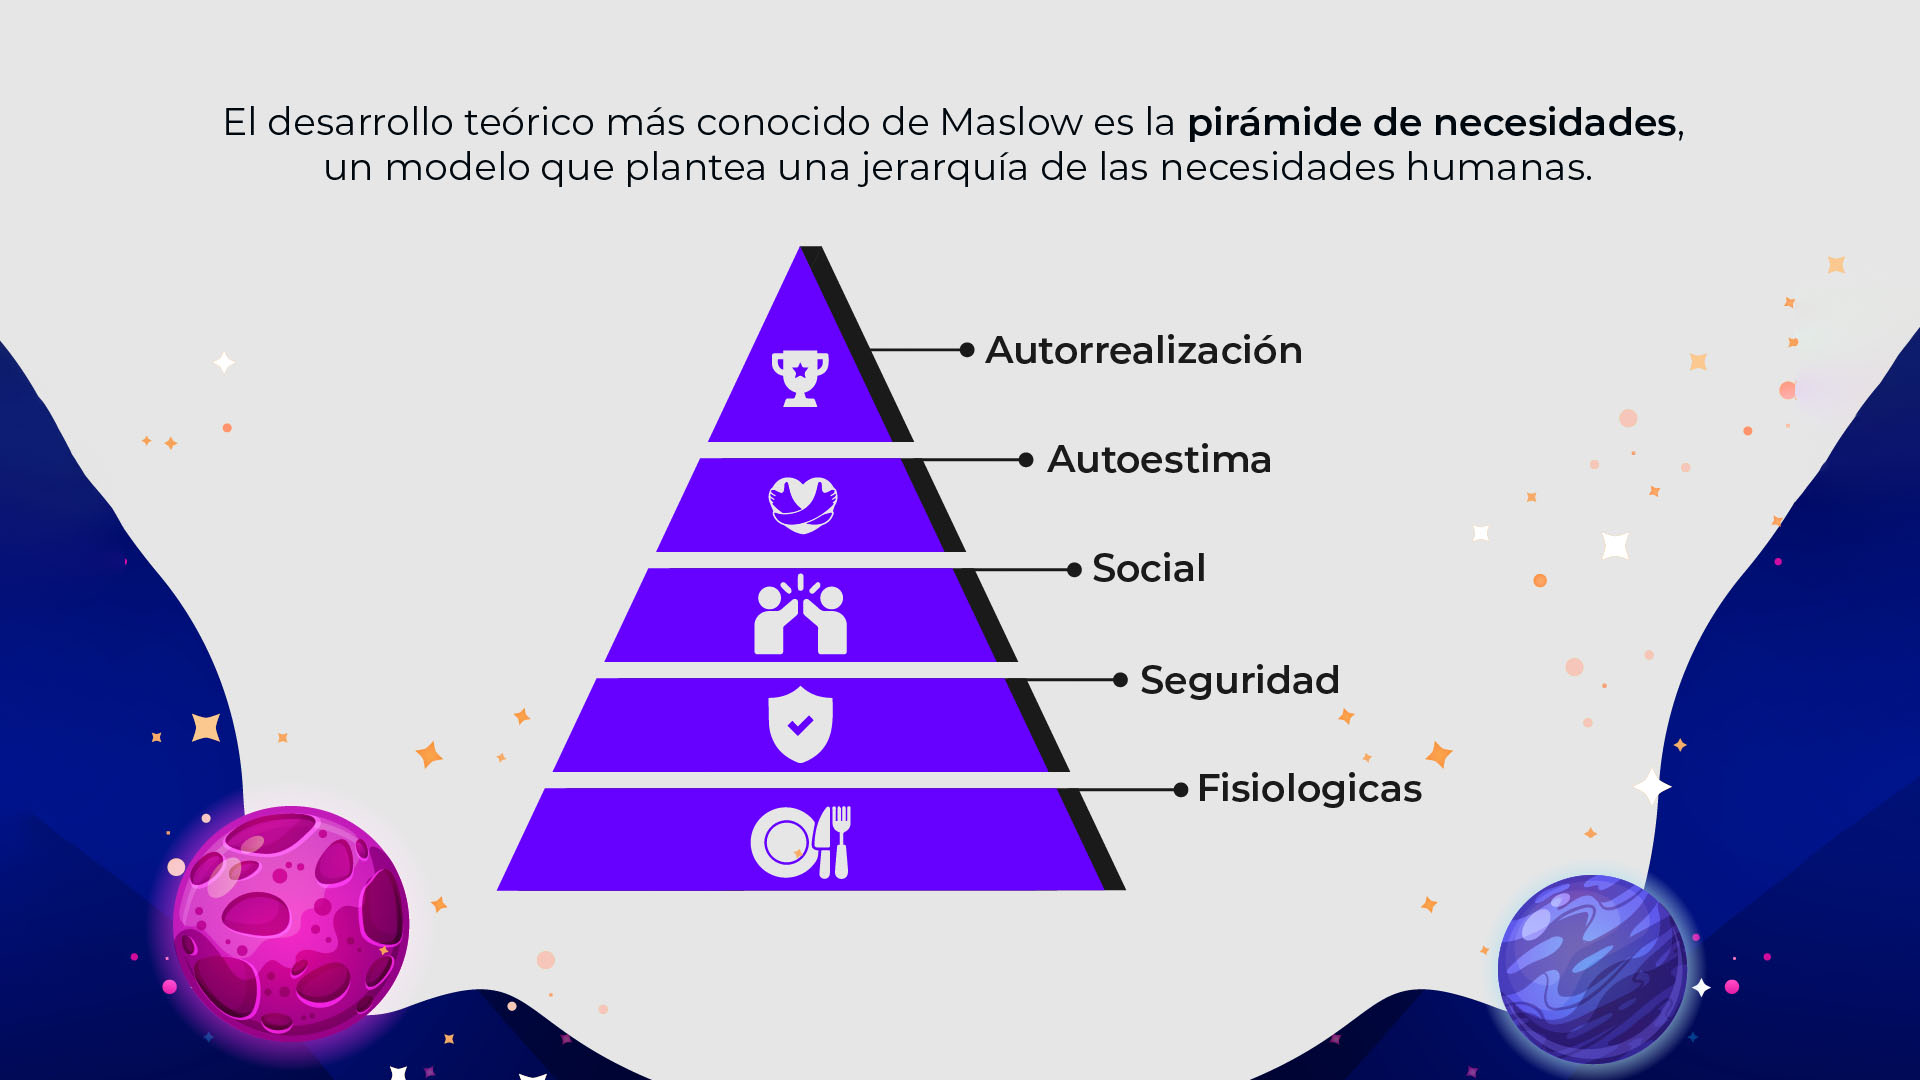 El desarrollo teórico más conocido de Maslow es la pirámide de necesidades,
un modelo que plantea una jerarquía de las necesidades humanas.
Autorrealización
Autoestima
Social
Seguridad
Fisiologicas